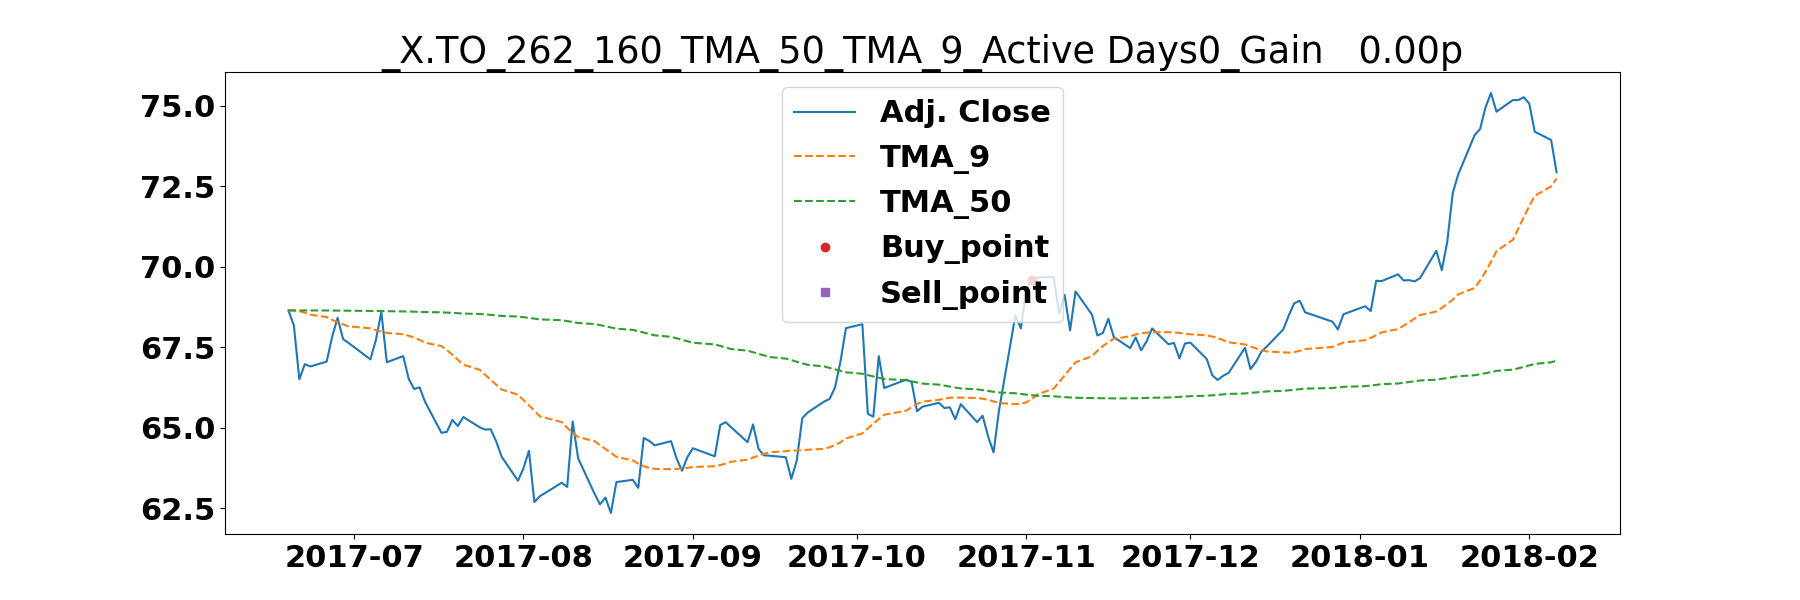 _X.TO_262_160_TMA_50_TMA_9_Active Days0_Gain   0.00p
75.0
72.5
70.0
67.5
65.0
62.5
Adj. Close
TMA_9
TMA_50
Buy_point
Sell_point
2017-07 2017-08 2017-09 2017-10 2017-11 2017-12 2018-01 2018-02